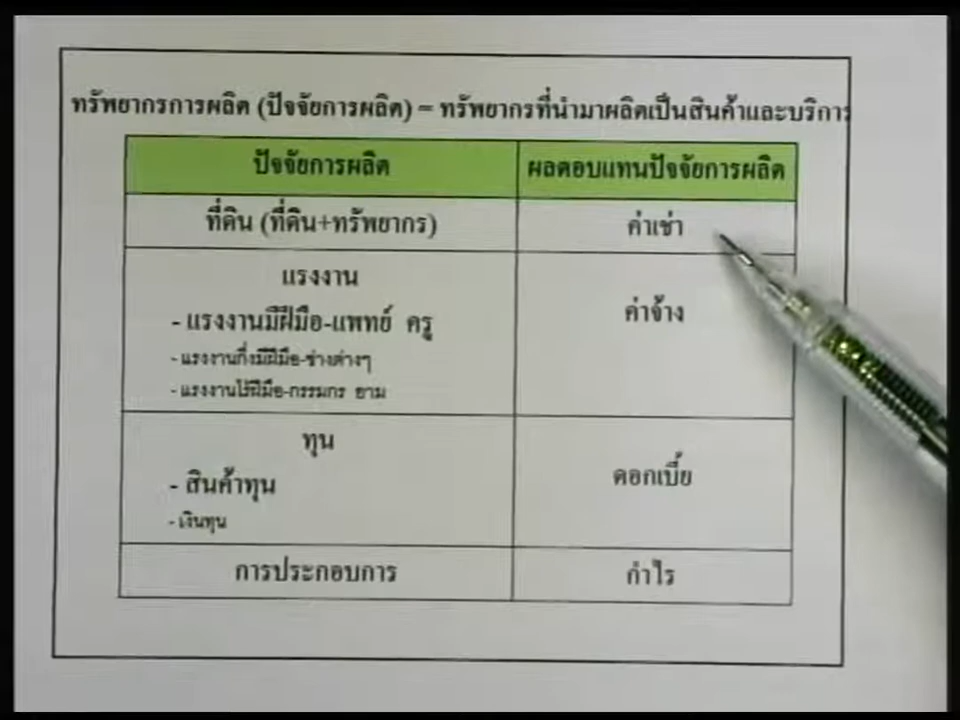 ทรัพยากรการผลิต (ปัจจัยการผลิต) = ทรัพยากรที่นำมาผลิตเป็นสินค้าและบริการ
ปัจจัยการผลิต ผลตอบแทนปัจจัยการผลิต
ที่ดิน (ที่ดิน+ทรัพยากร) ค่าเช่า
แรงงาน
- แรงงานมีฝีมือ-แพทย์ ครู ค่าจ้าง
- แรงงานกึ่งมีฝีมือ-ช่างต่างๆ
- แรงงานไร้ฝีมือ-กรรมกร ยาม
ทุน
- สินค้าทุน ดอกเบี้ย
- เงินทุน
การประกอบการ กำไร